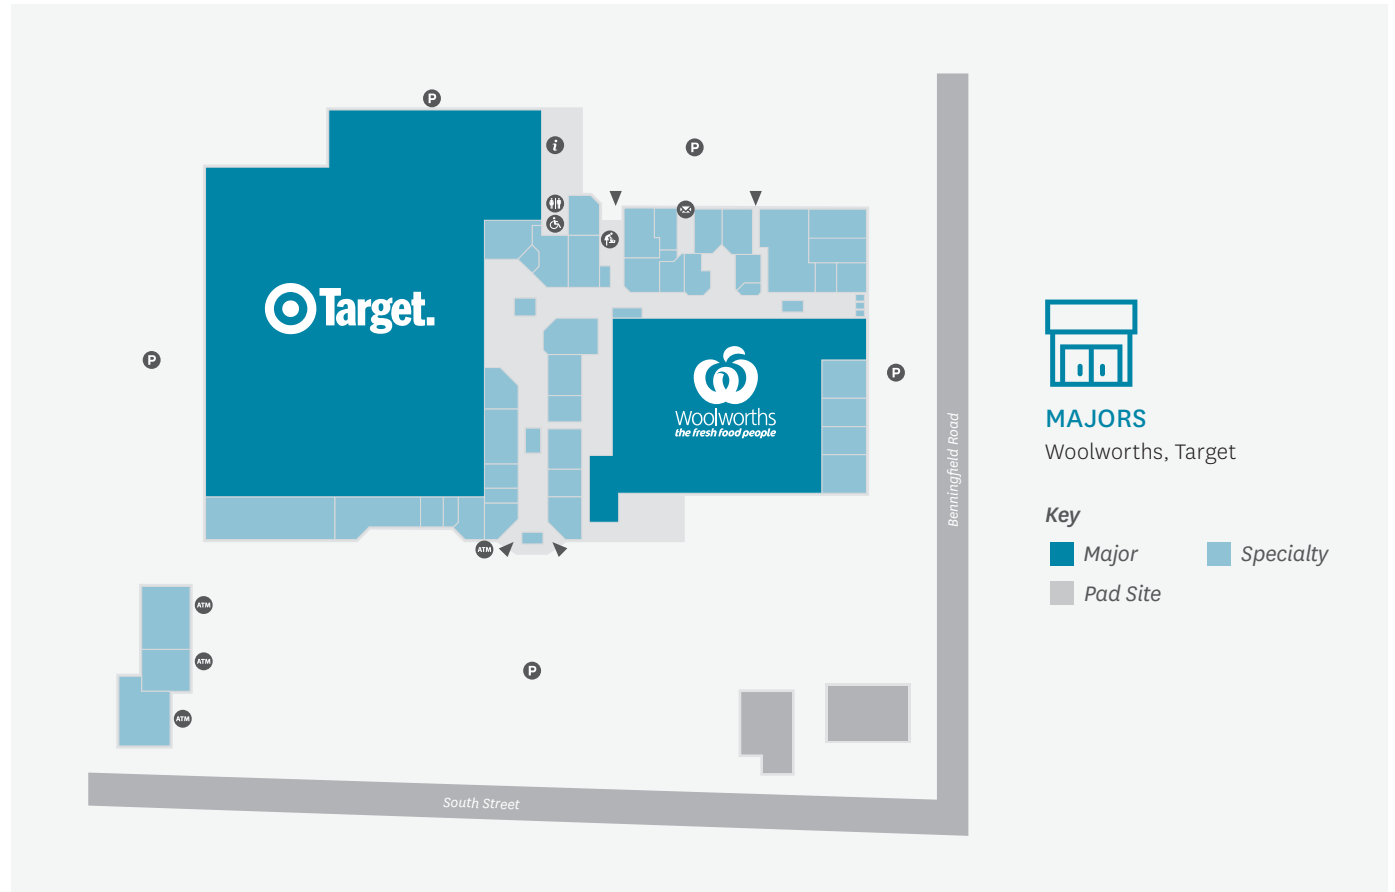 P
i
P
Target.
P
Woolworths
the fresh food people
P
Benningfield Road
MAJORS
Woolworths, Target
Key
Major
Specialty
Pad Site
ATM
ATM
ATM
P
ATM
South Street